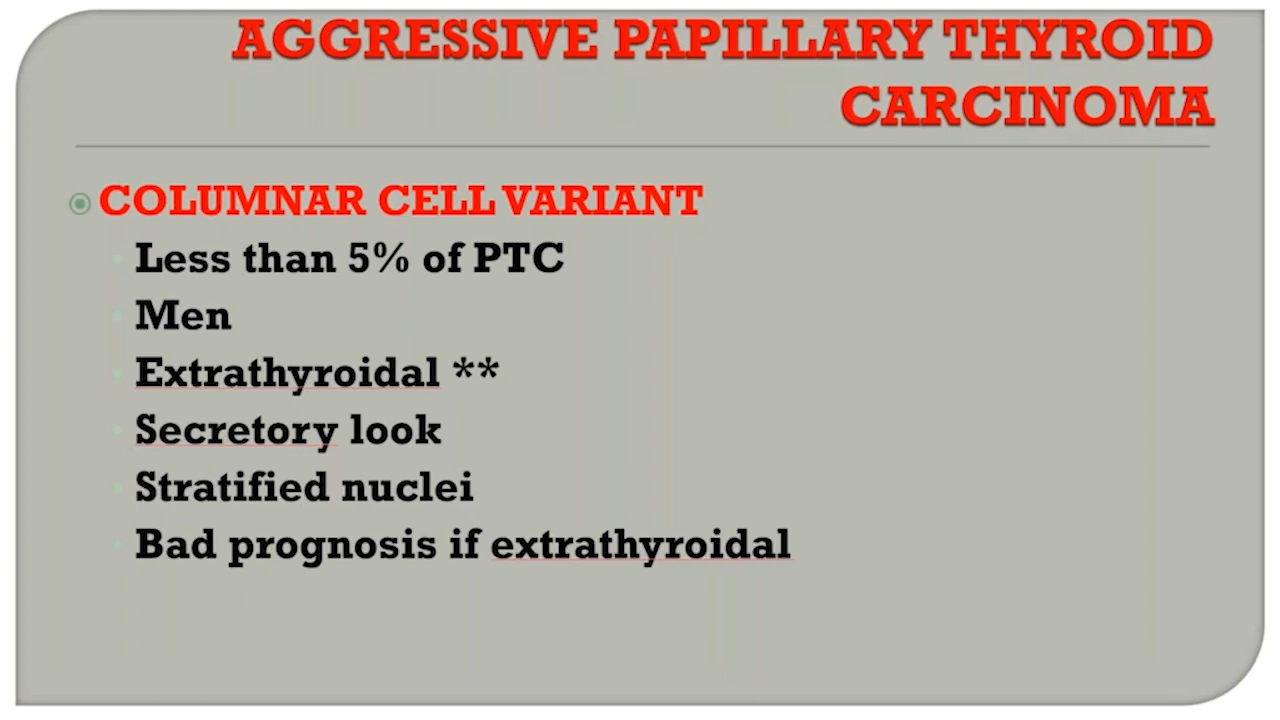 AGGRESSIVE PAPILLARY THYROID
CARCINOMA
COLUMNAR CELL VARIANT
Less than 5% of PTC
Men
Extrathyroidal **
Secretory look
Stratified nuclei
Bad prognosis if extrathyroidal